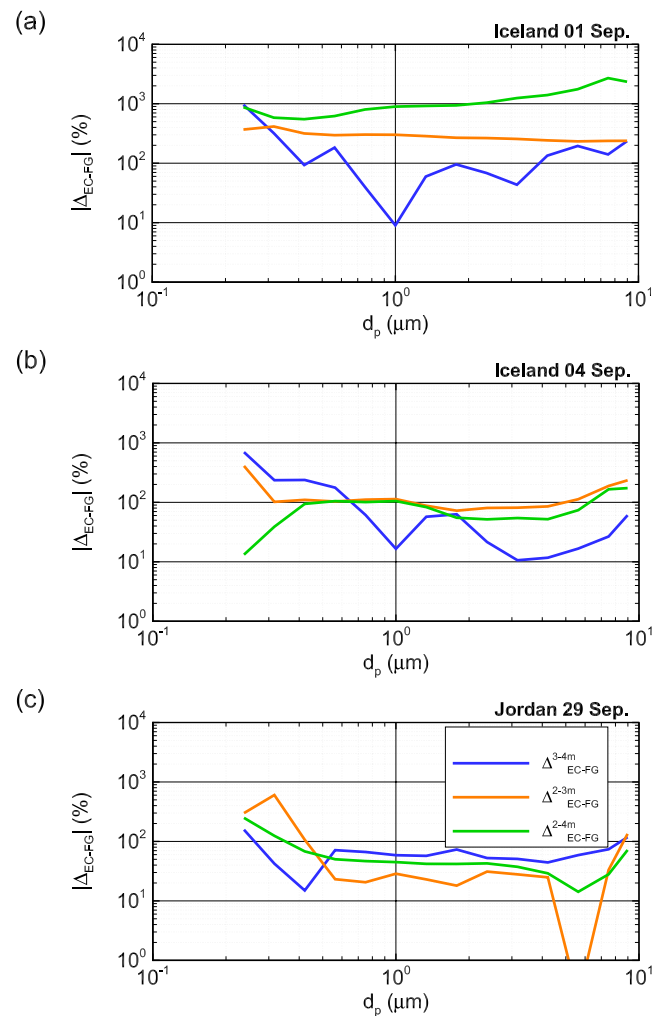 (a)
Iceland 01 Sep.
|Δ_EC-FG| (%)
10^4
10^3
10^2
10^1
10^0
10^-1
10^0
10^1
d_p (μm)
(b)
Iceland 04 Sep.
|Δ_EC-FG| (%)
10^4
10^3
10^2
10^1
10^0
10^-1
10^0
10^1
d_p (μm)
(c)
Jordan 29 Sep.
|Δ_EC-FG| (%)
10^4
10^3
10^2
10^1
10^0
Δ^3-4m_EC-FG
Δ^2-3m_EC-FG
Δ^2-4m_EC-FG
10^-1
10^0
10^1
d_p (μm)